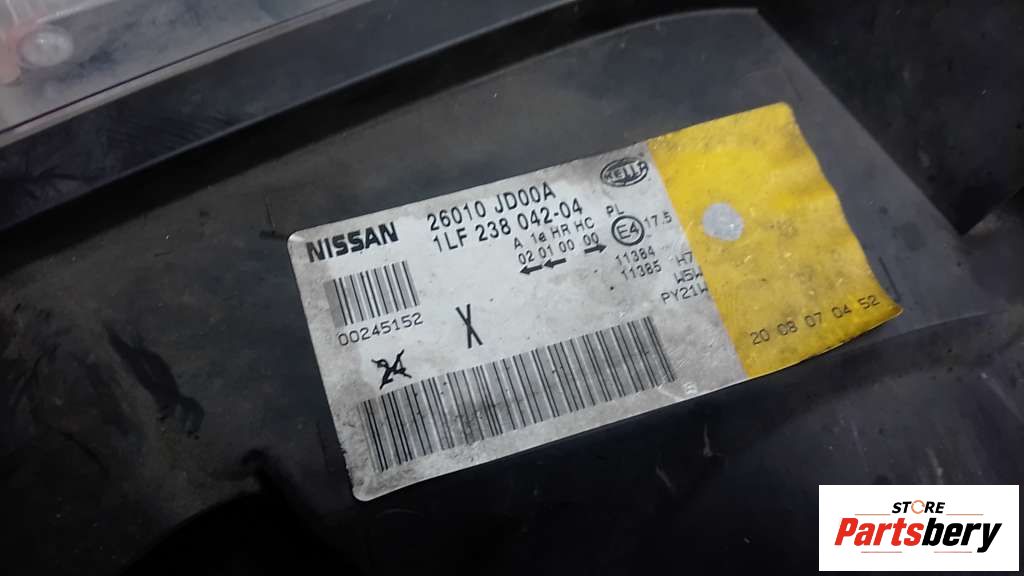 HELLA
NISSAN
26010 JD00A
1LF 238 042-04
A 1a HR HC PL
02 01 00 00
E4 17.5
11384
11385
H7
W5W
PY21W
00245152
X
24
20 08 07 04 52
STORE
Partsbery